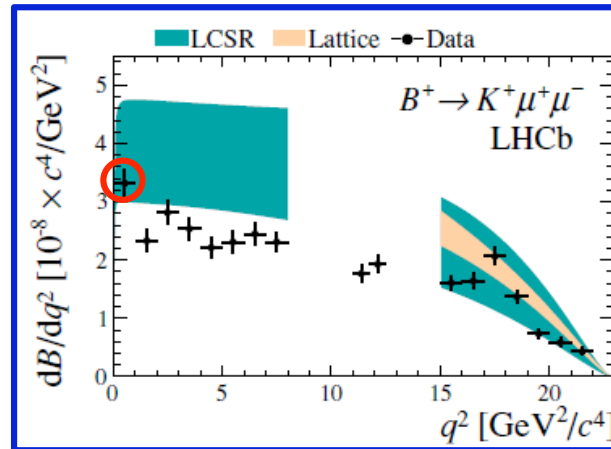 LCSR Lattice Data
B⁺ → K⁺μ⁺μ⁻
LHCb
dB/dq² [10⁻⁸ × c⁴/GeV²]
5
4
3
2
1
0
0 5 10 15 20
q² [GeV²/c⁴]